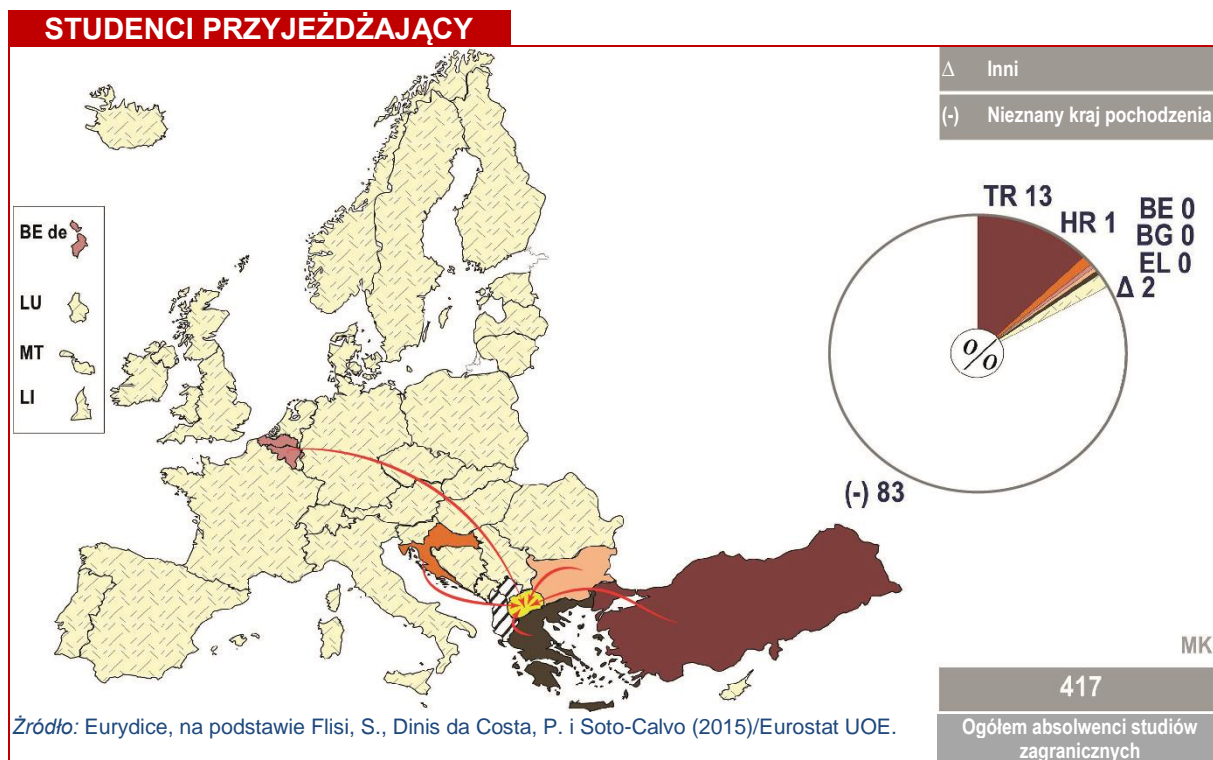 STUDENCI PRZYJEŻDŻAJĄCY
Δ Inni
(-) Nieznany kraj pochodzenia
BE de
LU
MT
LI
TR 13
HR 1
BE 0
BG 0
EL 0
Δ 2
%
(-) 83
MK
417
Ogółem absolwenci studiów
zagranicznych
Źródło: Eurydice, na podstawie Flisi, S., Dinis da Costa, P. i Soto-Calvo (2015)/Eurostat UOE.